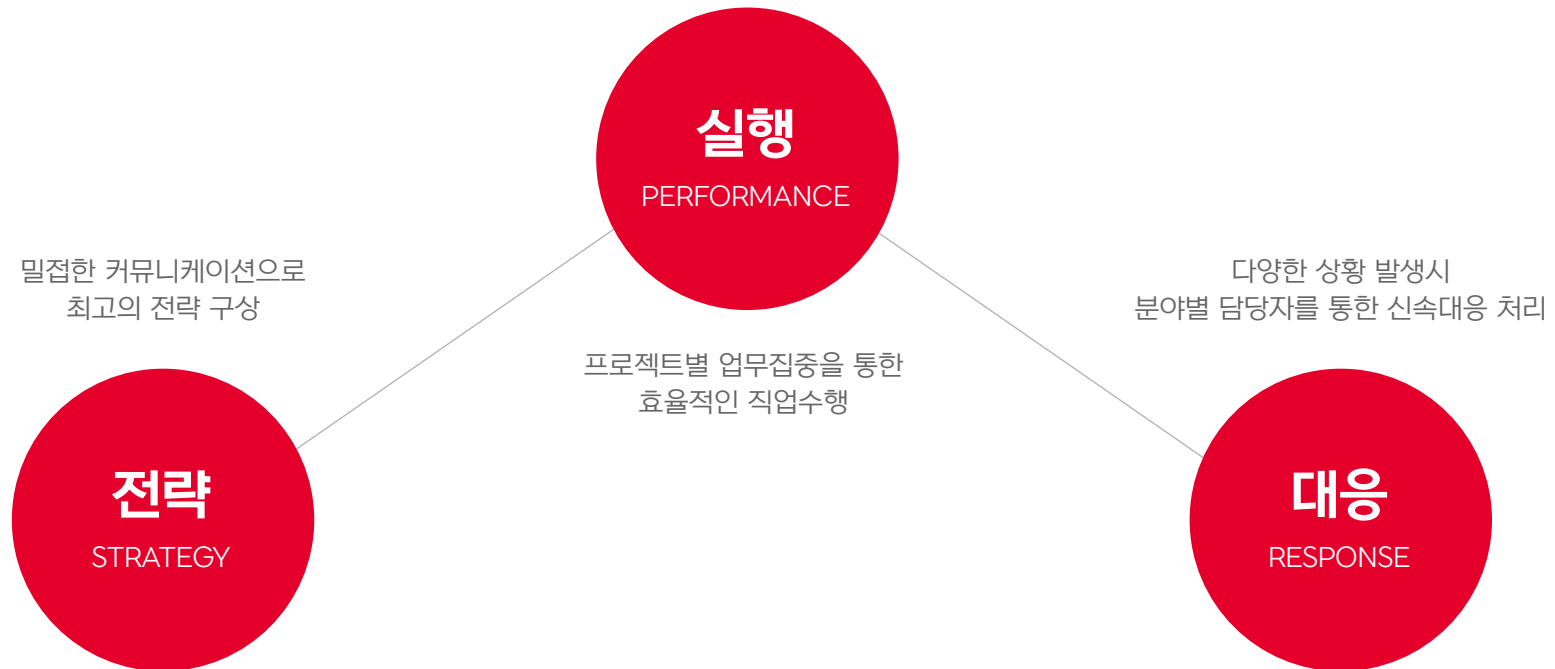 실행
PERFORMANCE
프로젝트별 업무집중을 통한
효율적인 직업수행
밀접한 커뮤니케이션으로
최고의 전략 구상
전략
STRATEGY
다양한 상황 발생시
분야별 담당자를 통한 신속대응 처리
대응
RESPONSE